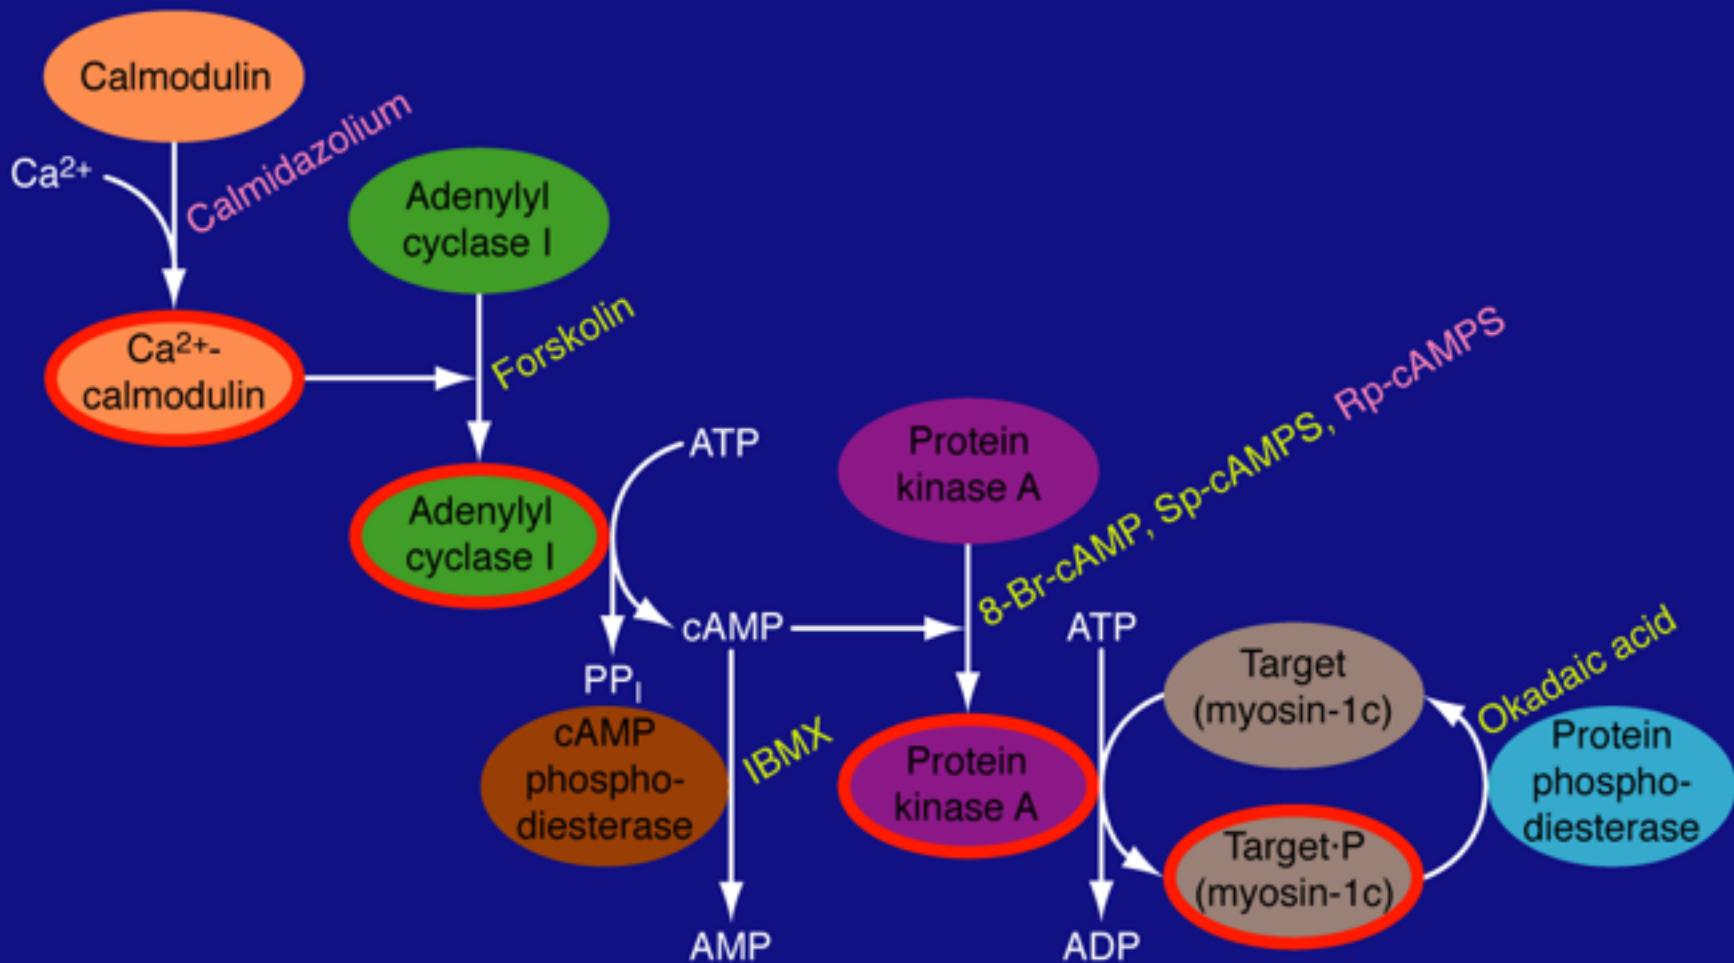 Calmodulin
Ca²⁺
Calmidazolium
Adenylyl
cyclase I
Ca²⁺-
calmodulin
Forskolin
Adenylyl
cyclase I
ATP
PPI
cAMP
cAMP
phospho-
diesterase
IBMX
AMP
Protein
kinase A
8-Br-cAMP, Sp-cAMPS, Rp-cAMPS
Protein
kinase A
ATP
ADP
Target
(myosin-1c)
Target·P
(myosin-1c)
Okadaic acid
Protein
phospho-
diesterase